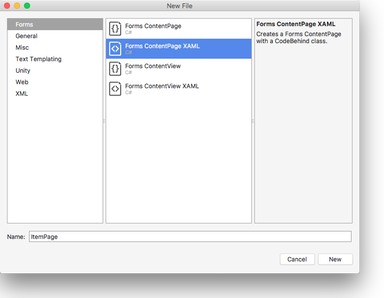 New File
Forms
General
Misc
Text Templating
Unity
Web
XML
Forms ContentPage
C#
Forms ContentPage XAML
C#
Forms ContentView
C#
Forms ContentView XAML
C#
Forms ContentPage XAML
Creates a Forms ContentPage
with a CodeBehind class.
Name: ItemPage
Cancel New